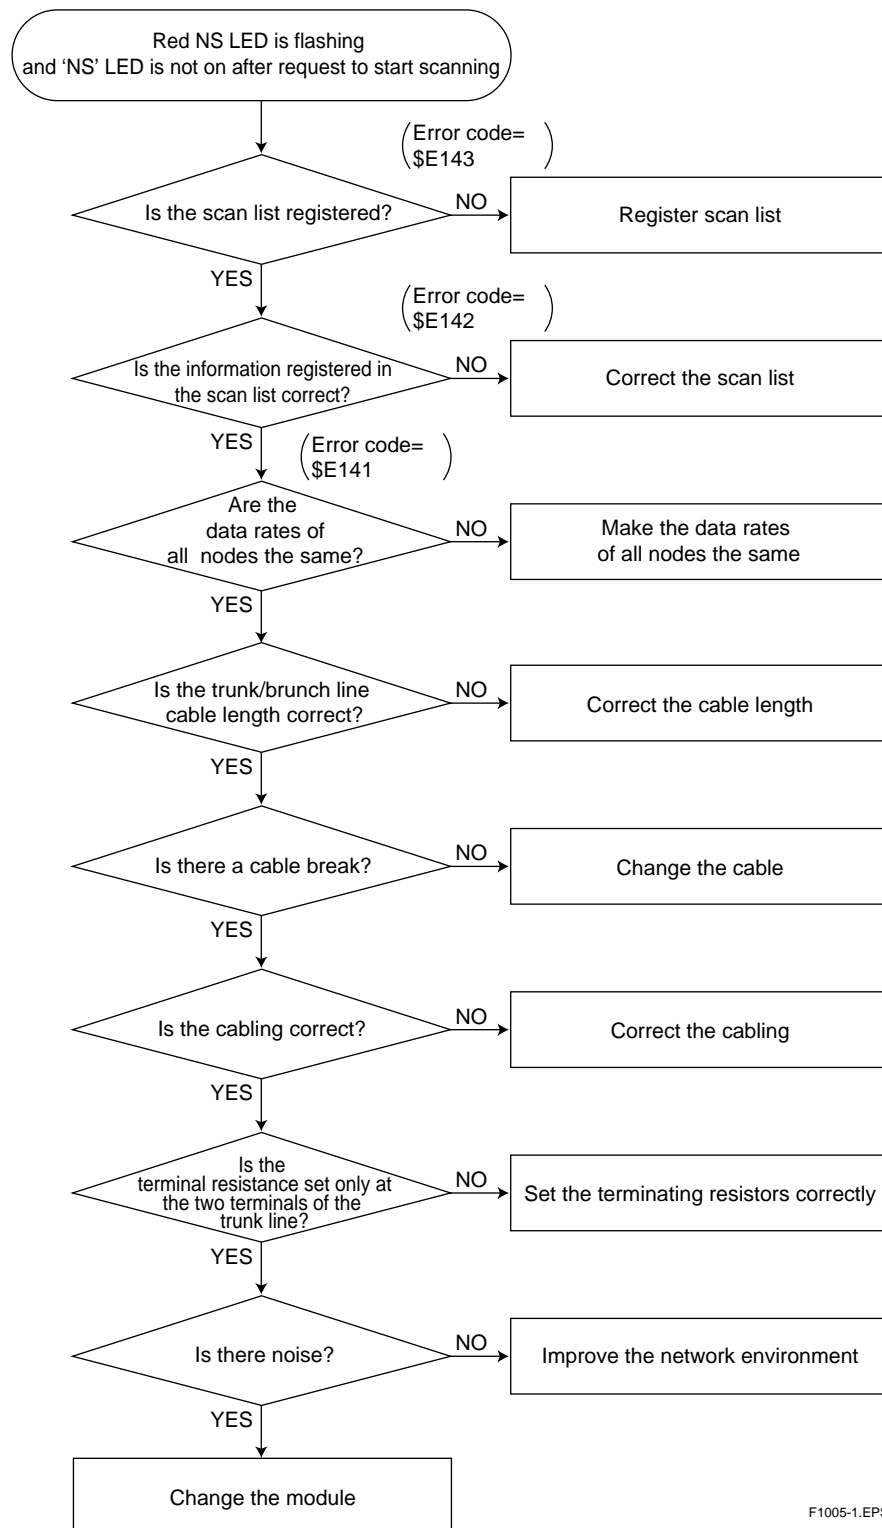 Red NS LED is flashing
and ‘NS’ LED is not on after request to start scanning
(Error code=
$E143)
Is the scan list registered?
NO
Register scan list
YES
(Error code=
$E142)
Is the information registered in
the scan list correct?
NO
Correct the scan list
YES
(Error code=
$E141)
Are the
data rates of
all nodes the same?
NO
Make the data rates
of all nodes the same
YES
Is the trunk/brunch line
cable length correct?
NO
Correct the cable length
YES
Is there a cable break?
NO
Change the cable
YES
Is the cabling correct?
NO
Correct the cabling
YES
Is the
terminal resistance set only at
the two terminals of the
trunk line?
NO
Set the terminating resistors correctly
YES
Is there noise?
NO
Improve the network environment
YES
Change the module
F1005-1.EPS